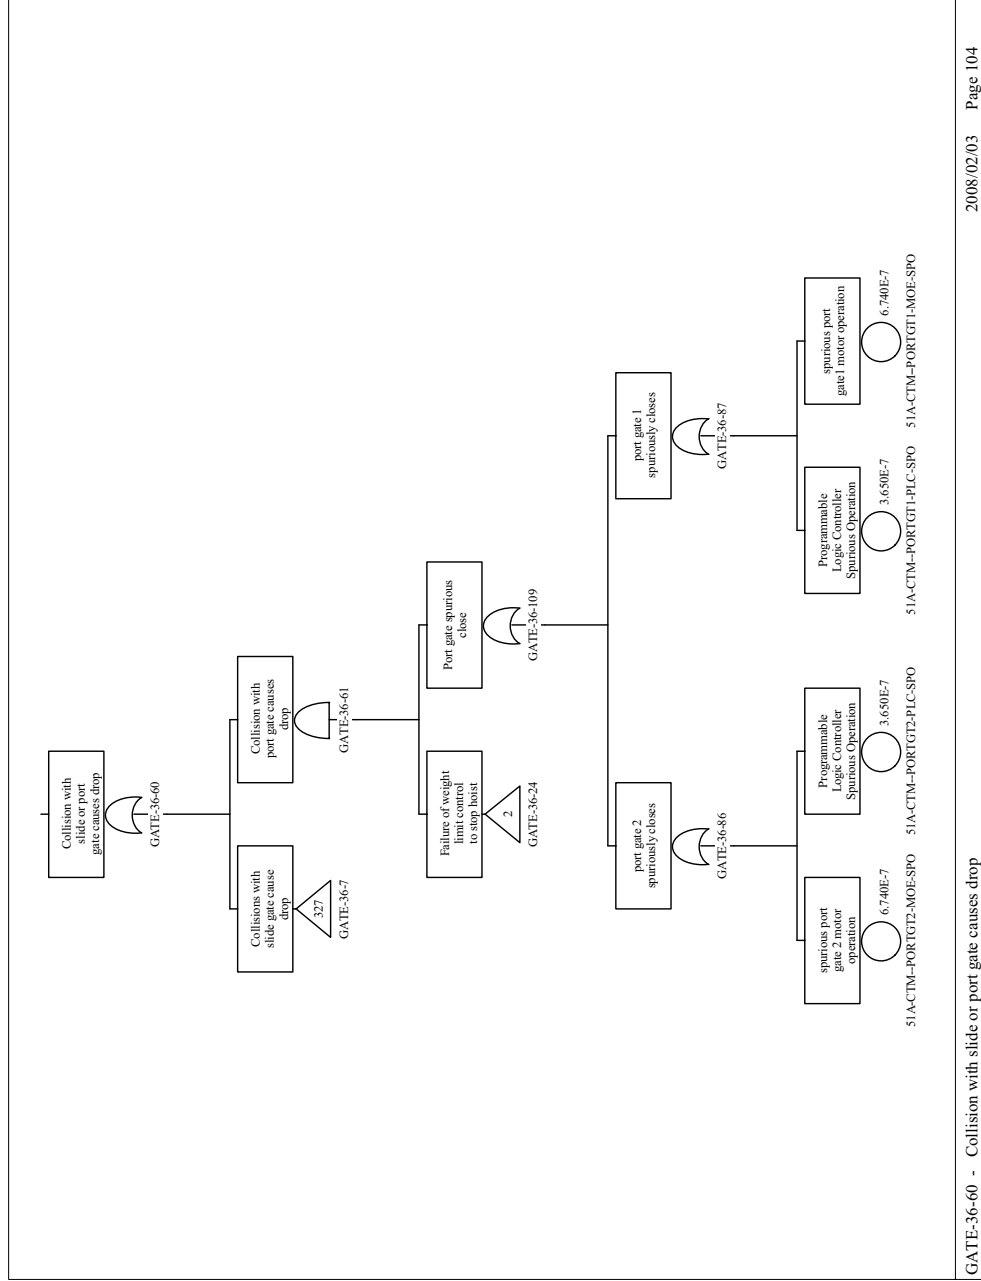 Collision with
slide or port
gate causes drop
GATE-36-60
Collisions with
slide gate cause
drop
327
GATE-36-7
Collision with
port gate causes
drop
GATE-36-61
Failure of weight
limit control
to stop hoist
2
GATE-36-24
Port gate spurious
close
GATE-36-109
port gate 2
spuriously closes
GATE-36-86
port gate 1
spuriously closes
GATE-36-87
spurious port
gate 2 motor
operation
6.740E-7
51A-CTM--PORTGT2-MOE-SPO
Programmable
Logic Controller
Spurious Operation
3.650E-7
51A-CTM--PORTGT2-PLC-SPO
Programmable
Logic Controller
Spurious Operation
3.650E-7
51A-CTM--PORTGT1-PLC-SPO
spurious port
gate1 motor operation
6.740E-7
51A-CTM--PORTGT1-MOE-SPO
GATE-36-60 - Collision with slide or port gate causes drop
2008/02/03 Page 104